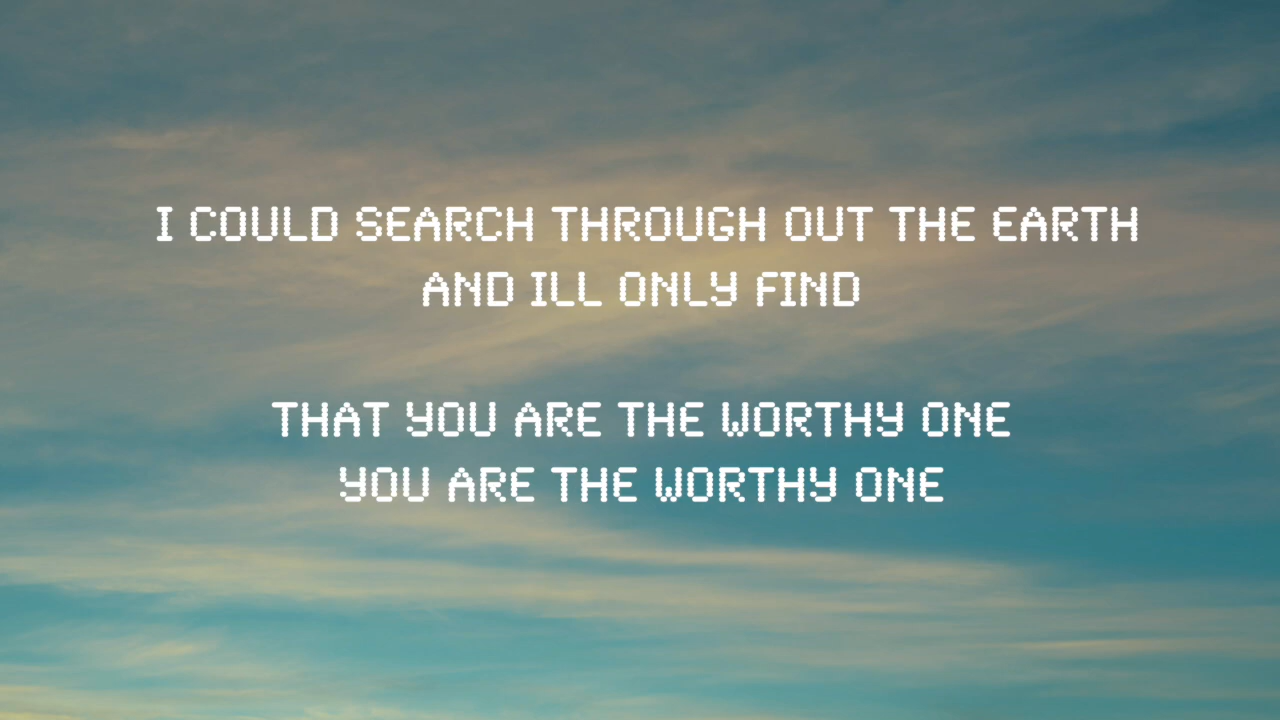 I COULD SEARCH THROUGH OUT THE EARTH
AND ILL ONLY FIND
THAT YOU ARE THE WORTHY ONE
YOU ARE THE WORTHY ONE